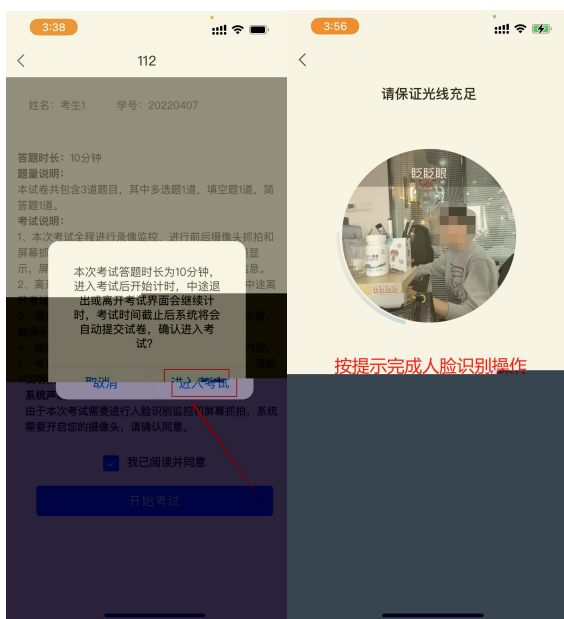 3:38
112
姓名：考生1 学号：20220407
答题时长：10分钟
题量说明：
本试卷共包含3道题目，其中多选题1道，填空题1道，简
答题1道。
考试说明：
1、本次考试全程进行录像监控，进行前后摄像头抓拍和
本次考试答题时长为10分钟，
进入考试后开始计时，中途退
出或离开考试界面会继续计
时，考试时间截止后系统将会
自动提交试卷，确认进入考
试？
取消 进入考试
由于本次考试需要进行人脸识别监控和屏幕抓拍，系统
需要开启您的摄像头，请确认同意。
我已阅读并同意
开始考试
3:56
请保证光线充足
眨眨眼
按提示完成人脸识别操作